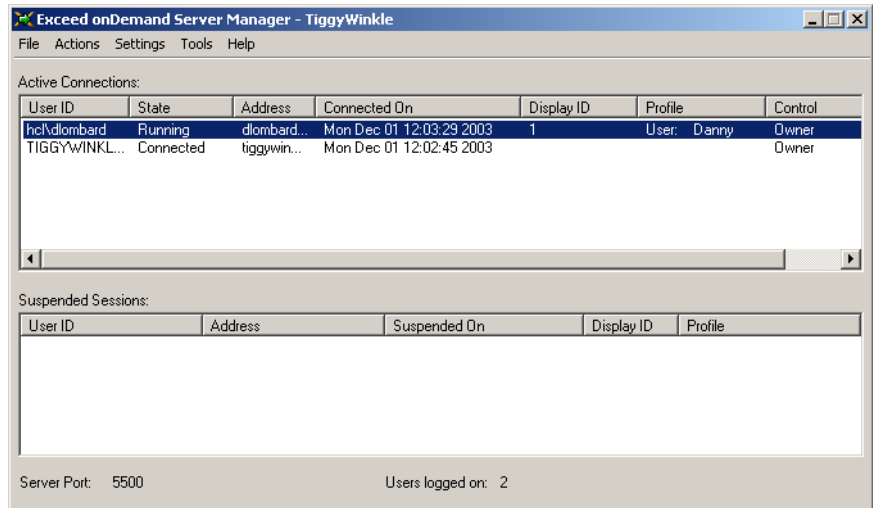 Exceed onDemand Server Manager - TiggyWinkle
File Actions Settings Tools Help
Active Connections:
User ID State Address Connected On Display ID Profile Control
hcl\dlombard Running dlombard... Mon Dec 01 12:03:29 2003 1 User: Danny Owner
TIGGYWINKL... Connected tiggywin... Mon Dec 01 12:02:45 2003 Owner
Suspended Sessions:
User ID Address Suspended On Display ID Profile
Server Port: 5500 Users logged on: 2